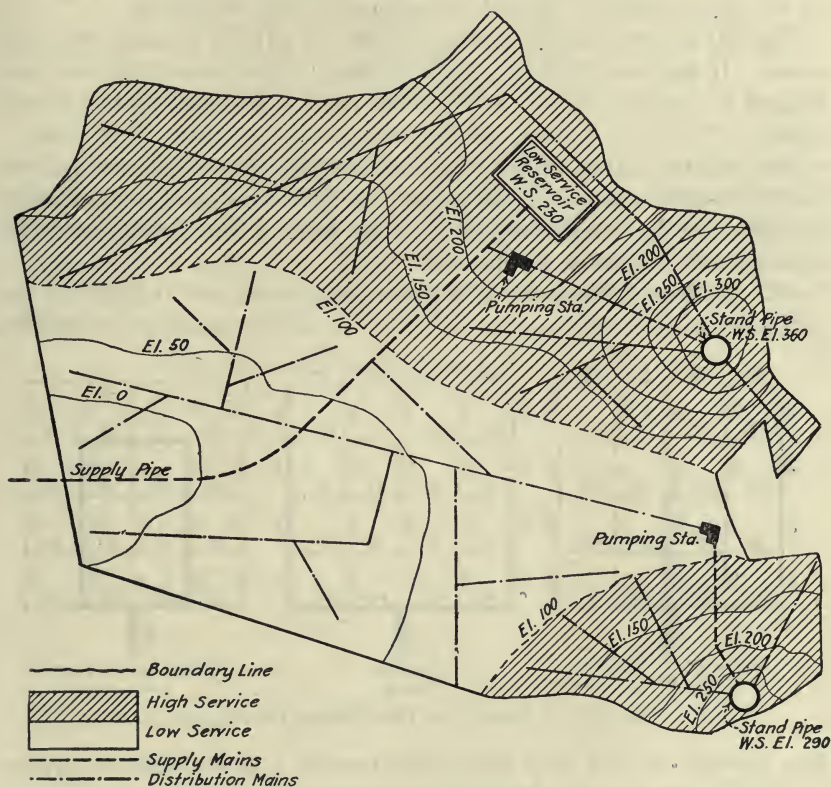 Low Service
Reservoir
W.S. 230
El. 200
El. 150
El. 200
El. 250
El. 300
Pumping Sta.
Stand Pipe
W.S. El. 360
El. 100
El. 50
El. 0
Supply Pipe
Pumping Sta.
El. 100
El. 150
El. 200
El. 250
Stand Pipe
W.S. El. 290
Boundary Line
High Service
Low Service
Supply Mains
Distribution Mains